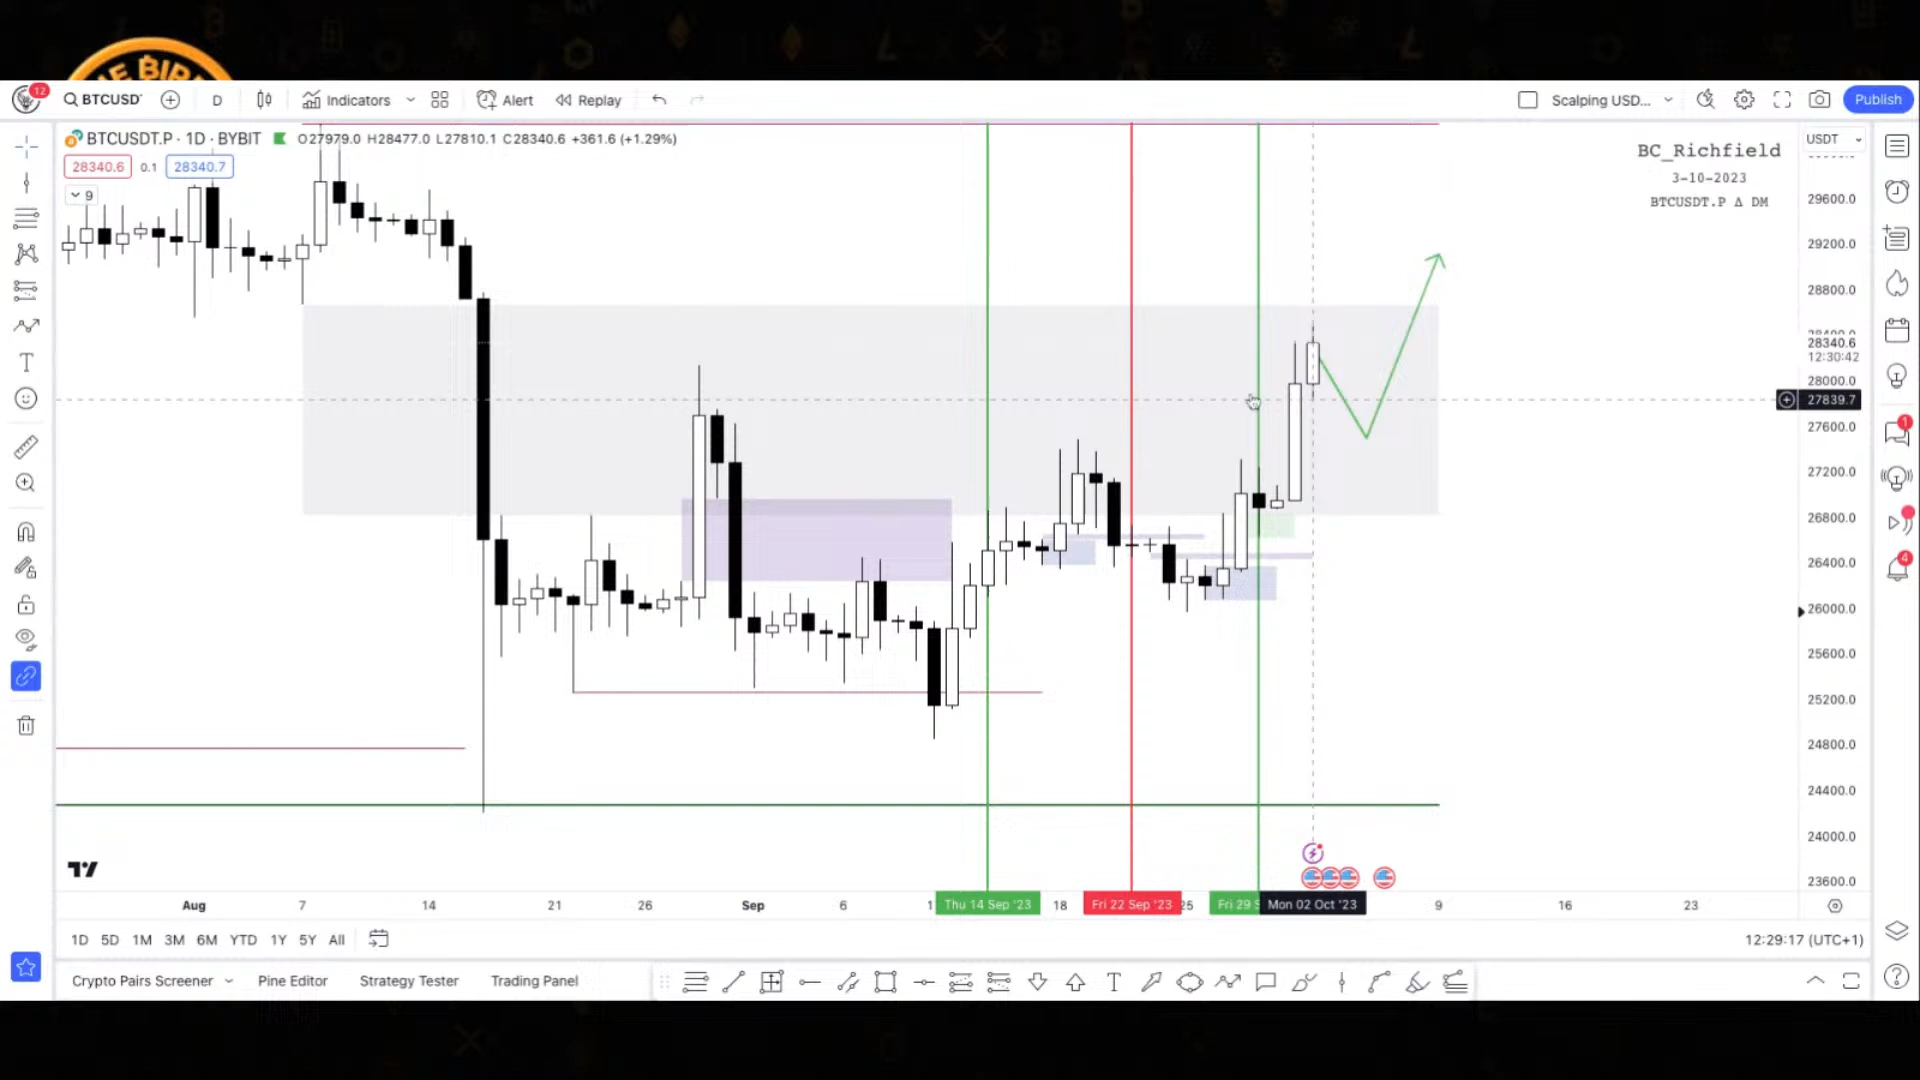 12
BTCUSDT
D
Indicators
Alert
Replay
Scalping USD...
Publish
BTCUSDT.P · 1D · BYBIT O27979.0 H28477.0 L27810.1 C28340.6 +361.6 (+1.29%)
28340.6 0.1 28340.7
9
BC_Richfield
3-10-2023
BTCUSDT.P Δ DM
USDT
29600.0
29200.0
28800.0
28340.6
12:30:42
28000.0
27839.7
27600.0
27200.0
26800.0
26400.0
26000.0
25600.0
25200.0
24800.0
24400.0
24000.0
23600.0
1
4
Aug 7 14 21 26 Sep 6 Thu 14 Sep '23 18 Fri 22 Sep '23 25 Fri 29 S Mon 02 Oct '23 9 16 23
1D 5D 1M 3M 6M YTD 1Y 5Y All
12:29:17 (UTC+1)
Crypto Pairs Screener Pine Editor Strategy Tester Trading Panel